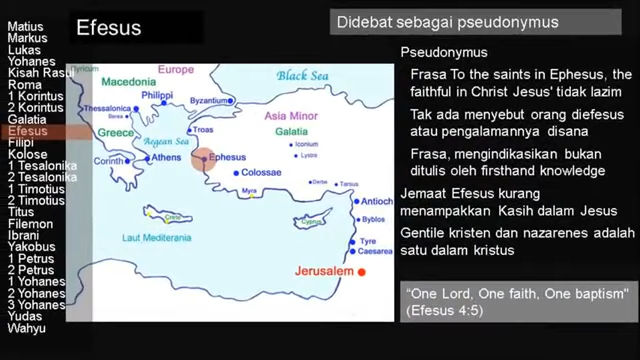 Matius
Markus
Lukas
Yohanes
Kisah Rasul
Roma
1 Korintus
2 Korintus
Galatia
Efesus
Filipi
Kolose
1 Tesalonika
2 Tesalonika
1 Timotius
2 Timotius
Titus
Filemon
Ibrani
Yakobus
1 Petrus
2 Petrus
1 Yohanes
2 Yohanes
3 Yohanes
Yudas
Wahyu
Efesus
Illyricum
Europe
Macedonia
Black Sea
Philippi
Byzantium
Thessalonica
Berea
Troas
Asia Minor
Galatia
Greece
Aegean Sea
Iconium
Lystra
Corinth
Athens
Ephesus
Colossae
Derbe
Tarsus
Myra
Antioch
Crete
Cyprus
Byblos
Laut Mediterania
Tyre
Caesarea
Jerusalem
Didebat sebagai pseudonymus
Pseudonymus
Frasa To the saints in Ephesus, the
faithful in Christ Jesus' tidak lazim
Tak ada menyebut orang diefesus
atau pengalamannya disana
Frasa, mengindikasikan bukan
ditulis oleh firsthand knowledge
Jemaat Efesus kurang
menampakkan Kasih dalam Jesus
Gentile kristen dan nazarenes adalah
satu dalam kristus
“One Lord, One faith, One baptism"
(Efesus 4:5)